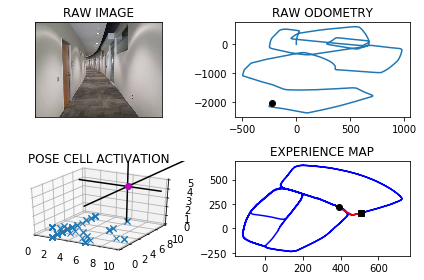 RAW IMAGE
RAW ODOMETRY
0
−1000
−2000
−500 0 500 1000
POSE CELL ACTIVATION
5
4
3
2
1
0
0 2 4 6 8 10
0 2 4 6 8 10
EXPERIENCE MAP
500
250
0
−250
0 200 400 600